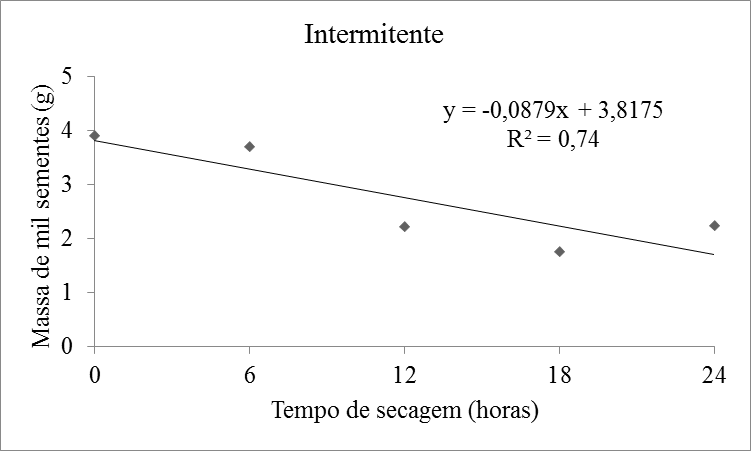 Intermitente
y = -0,0879x + 3,8175
R² = 0,74
Massa de mil sementes (g)
5
4
3
2
1
0
0 6 12 18 24
Tempo de secagem (horas)